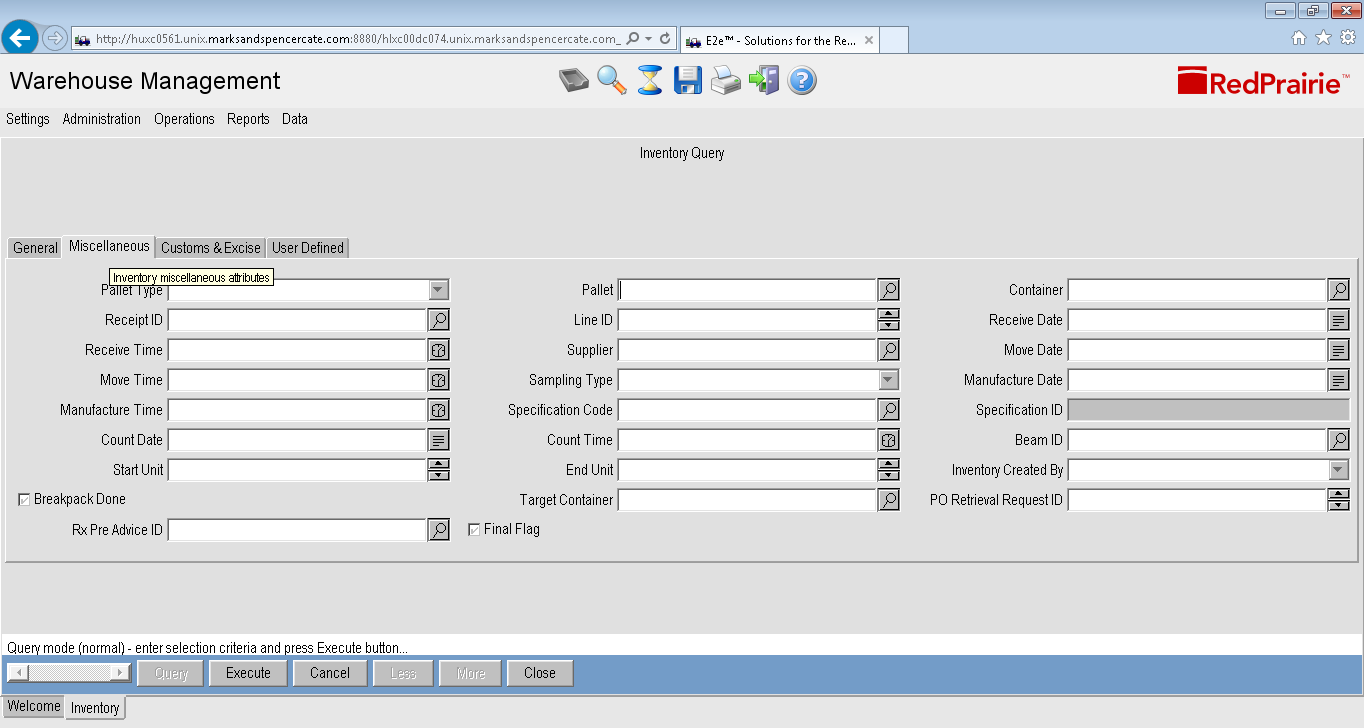 http://huxc0561.unix.marksandspencercate.com:8880/hlxc00dc074.unix.marksandspencercate.com_
E2e™ - Solutions for the Re...
Warehouse Management
RedPrairie™
Settings Administration Operations Reports Data
Inventory Query
General Miscellaneous Customs & Excise User Defined
Inventory miscellaneous attributes
Pallet Type Pallet Container
Receipt ID Line ID Receive Date
Receive Time Supplier Move Date
Move Time Sampling Type Manufacture Date
Manufacture Time Specification Code Specification ID
Count Date Count Time Beam ID
Start Unit End Unit Inventory Created By
Breakpack Done Target Container PO Retrieval Request ID
Rx Pre Advice ID Final Flag
Query mode (normal) - enter selection criteria and press Execute button...
Query Execute Cancel Less More Close
Welcome Inventory